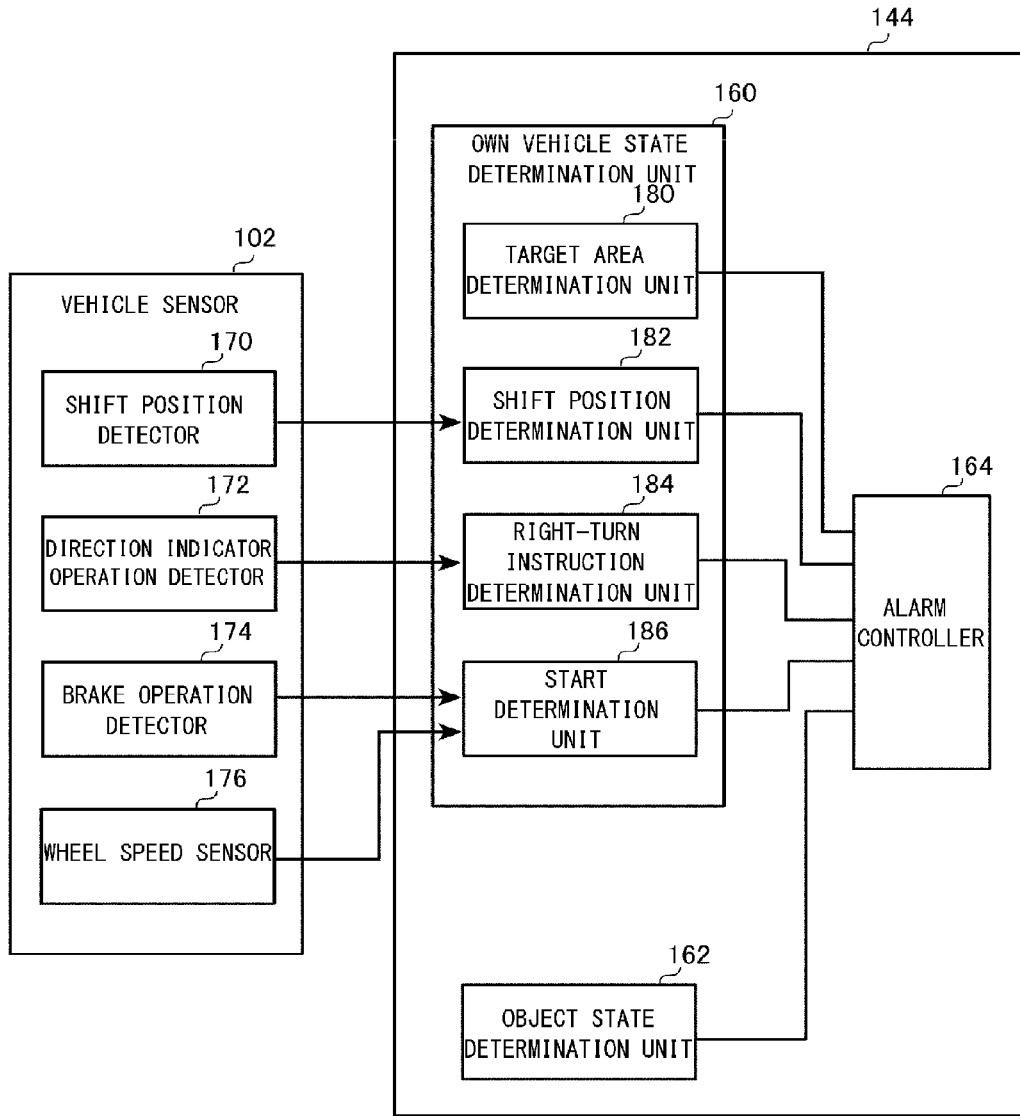 144
160
OWN VEHICLE STATE
DETERMINATION UNIT
180
TARGET AREA
DETERMINATION UNIT
102
VEHICLE SENSOR
170
SHIFT POSITION
DETECTOR
182
SHIFT POSITION
DETERMINATION UNIT
172
DIRECTION INDICATOR
OPERATION DETECTOR
184
RIGHT-TURN
INSTRUCTION
DETERMINATION UNIT
164
ALARM
CONTROLLER
174
BRAKE OPERATION
DETECTOR
186
START
DETERMINATION
UNIT
176
WHEEL SPEED SENSOR
162
OBJECT STATE
DETERMINATION UNIT